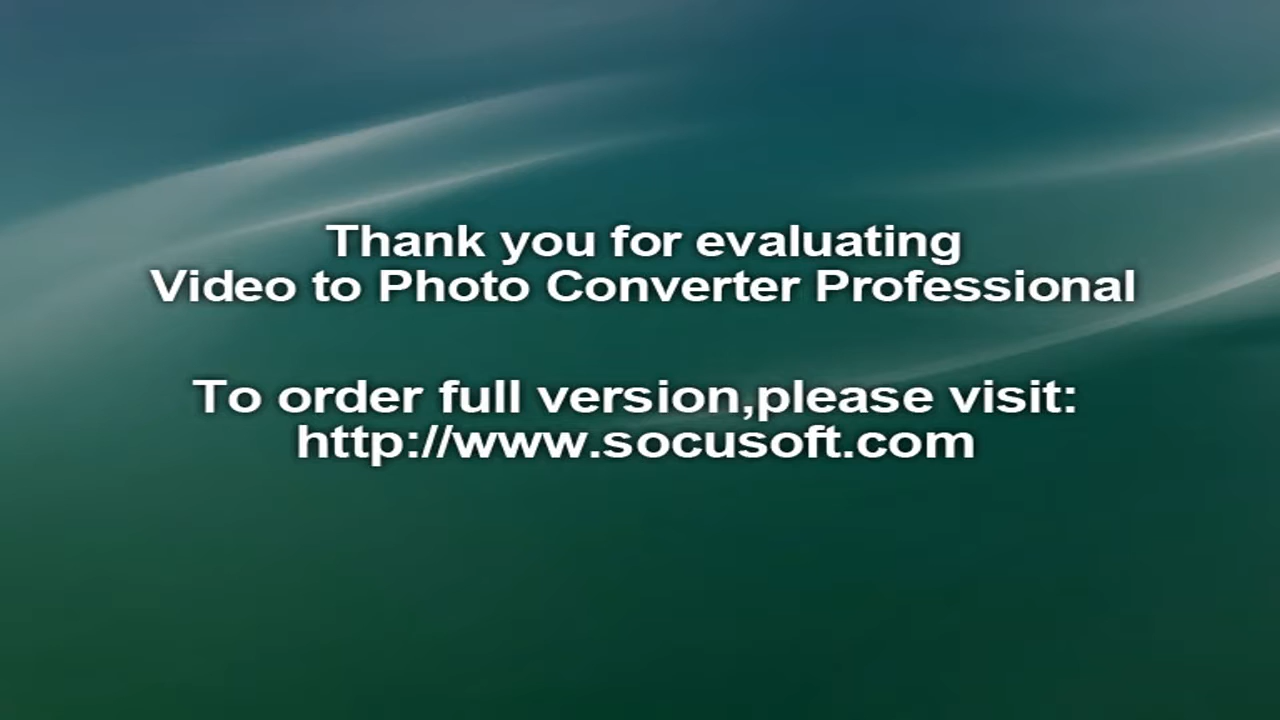 Thank you for evaluating
Video to Photo Converter Professional
To order full version,please visit:
http://www.socusoft.com